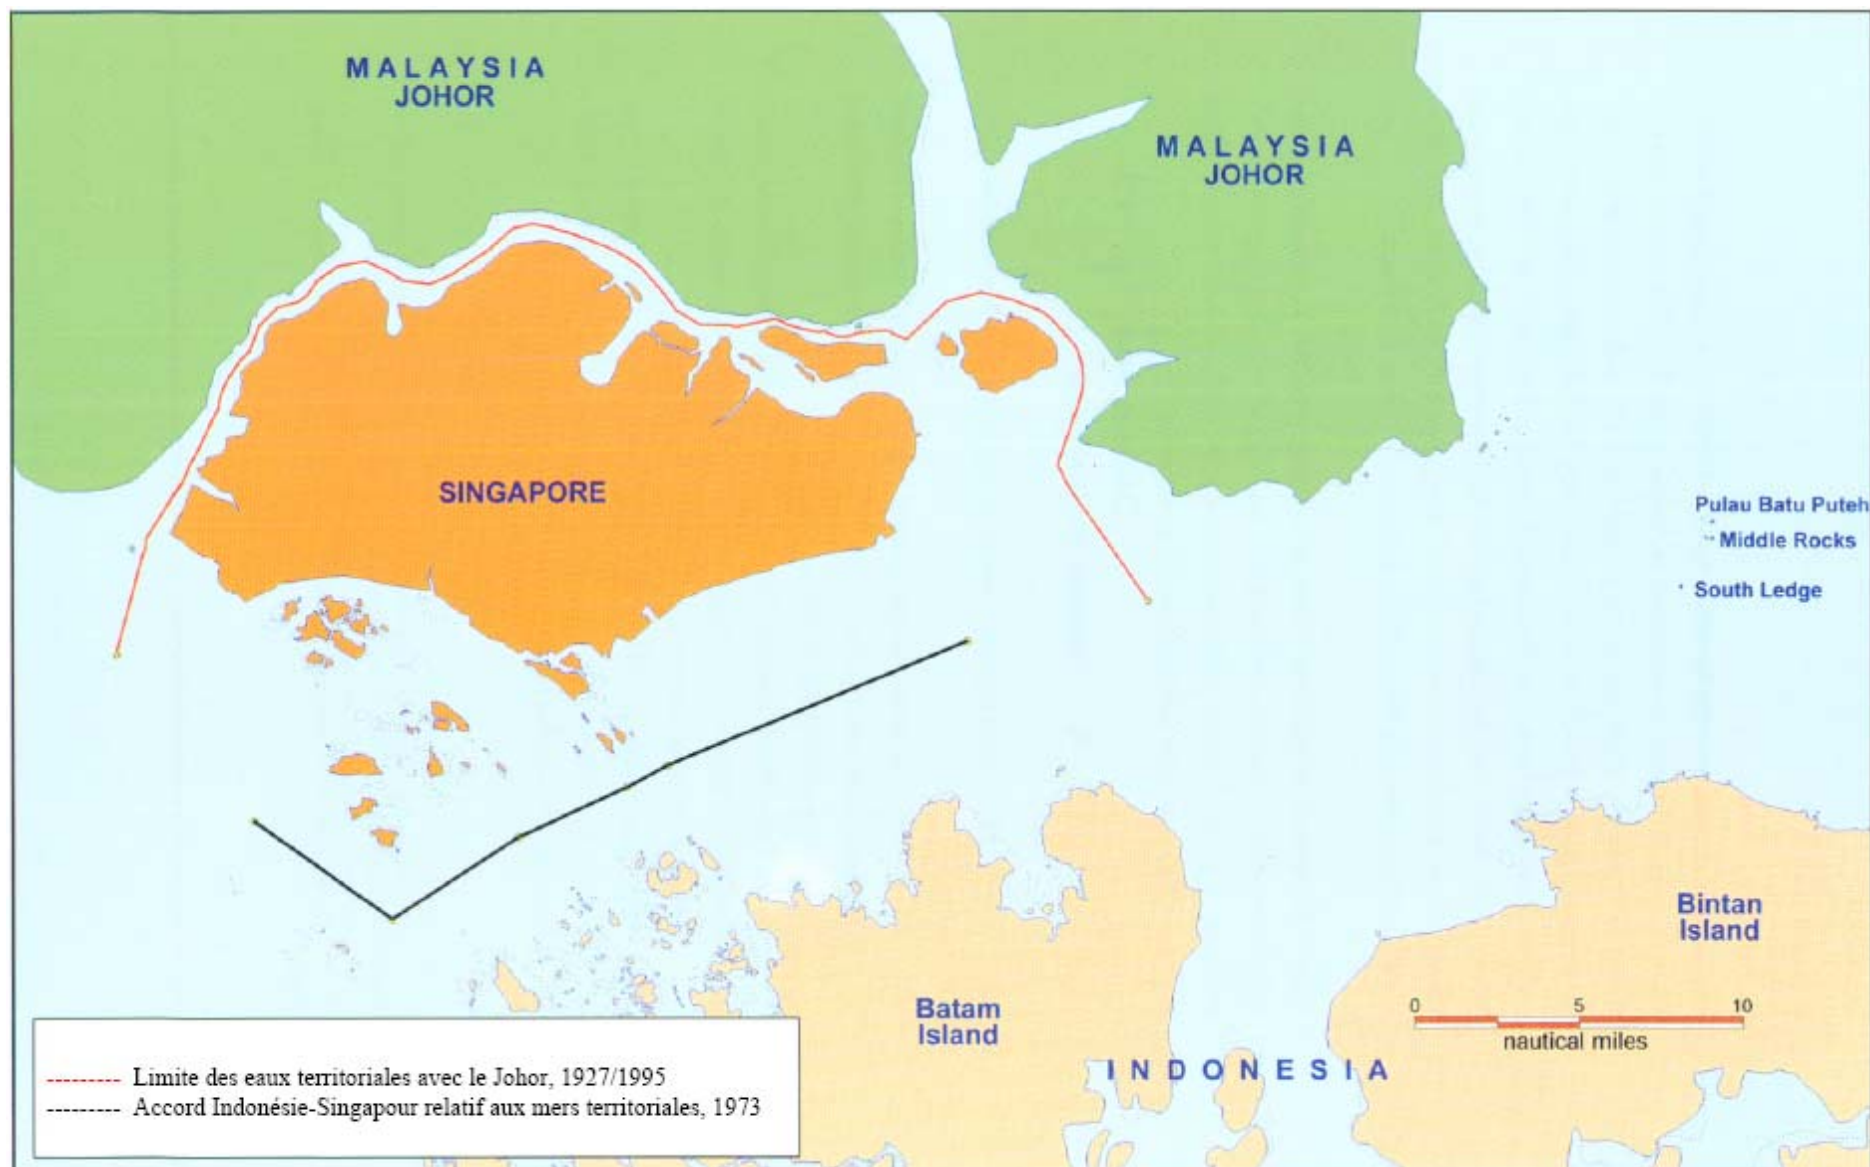 MALAYSIA
JOHOR
MALAYSIA
JOHOR
SINGAPORE
Pulau Batu Puteh
Middle Rocks
South Ledge
Bintan
Island
Batam
Island
INDONESIA
0 5 10
nautical miles
--------- Limite des eaux territoriales avec le Johor, 1927/1995
--------- Accord Indonésie-Singapour relatif aux mers territoriales, 1973